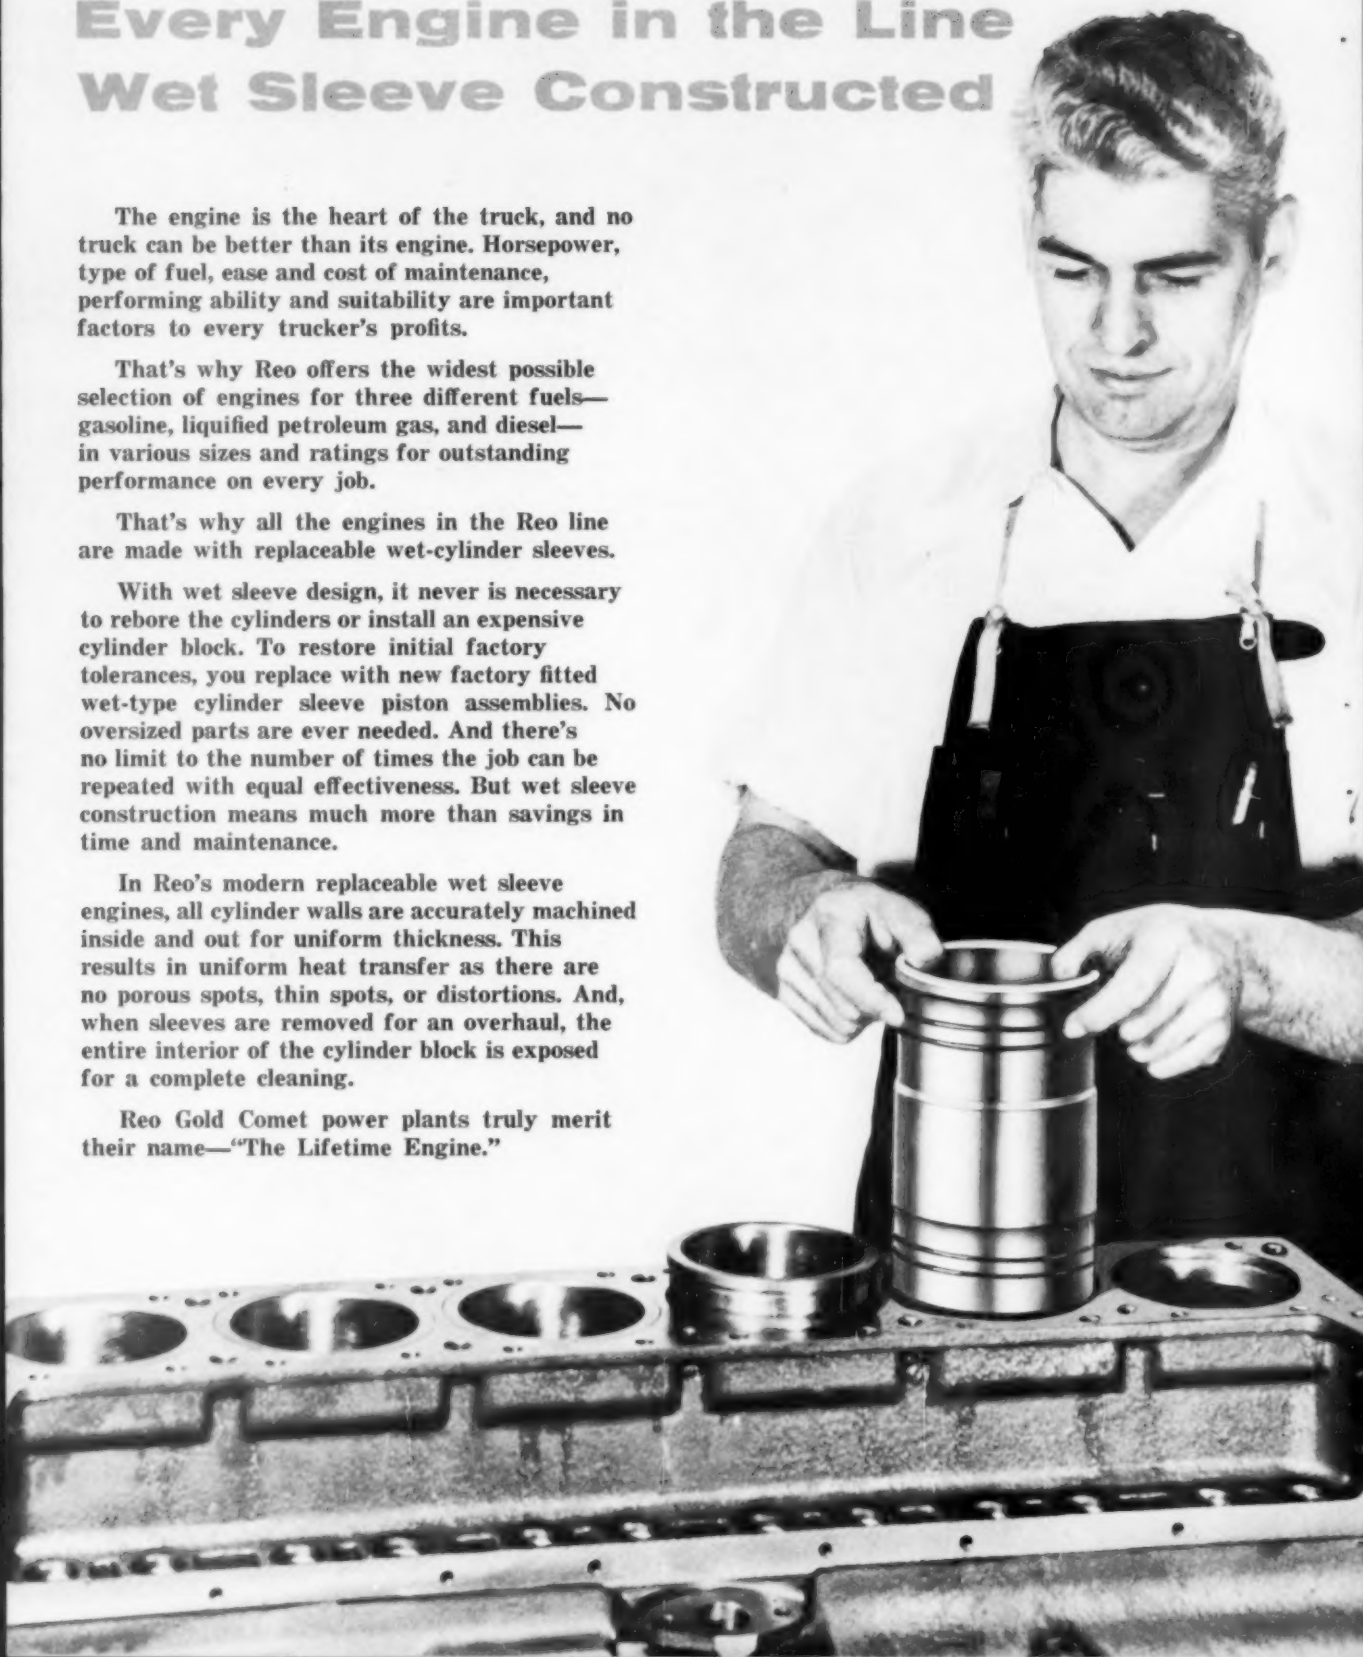 Every Engine in the Line
Wet Sleeve Constructed
The engine is the heart of the truck, and no
truck can be better than its engine. Horsepower,
type of fuel, ease and cost of maintenance,
performing ability and suitability are important
factors to every trucker's profits.
That's why Reo offers the widest possible
selection of engines for three different fuels—
gasoline, liquified petroleum gas, and diesel—
in various sizes and ratings for outstanding
performance on every job.
That's why all the engines in the Reo line
are made with replaceable wet-cylinder sleeves.
With wet sleeve design, it never is necessary
to rebore the cylinders or install an expensive
cylinder block. To restore initial factory
tolerances, you replace with new factory fitted
wet-type cylinder sleeve piston assemblies. No
oversized parts are ever needed. And there's
no limit to the number of times the job can be
repeated with equal effectiveness. But wet sleeve
construction means much more than savings in
time and maintenance.
In Reo's modern replaceable wet sleeve
engines, all cylinder walls are accurately machined
inside and out for uniform thickness. This
results in uniform heat transfer as there are
no porous spots, thin spots, or distortions. And,
when sleeves are removed for an overhaul, the
entire interior of the cylinder block is exposed
for a complete cleaning.
Reo Gold Comet power plants truly merit
their name—“The Lifetime Engine.”